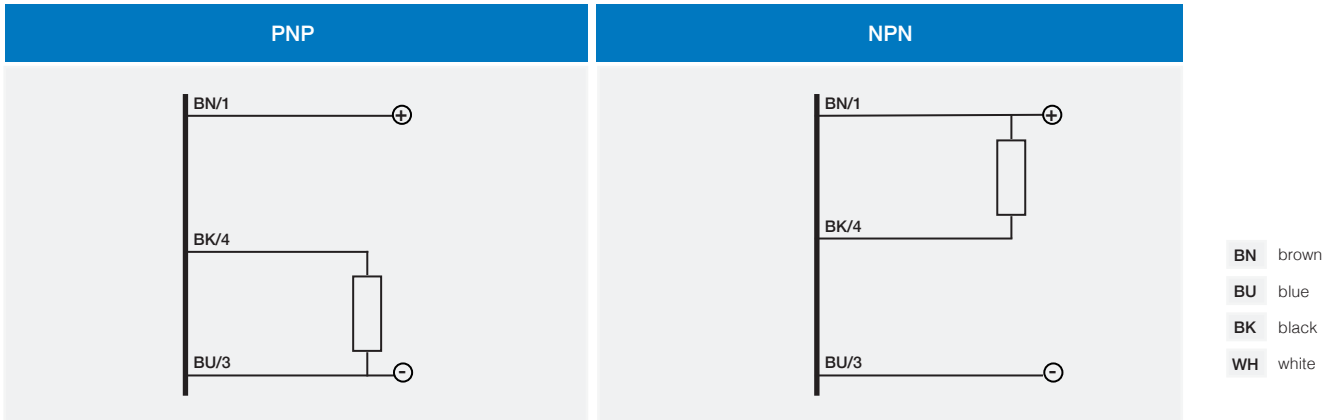 PNP
BN/1
+
BK/4
BU/3
-
NPN
BN/1
+
BK/4
BU/3
-
BN brown
BU blue
BK black
WH white